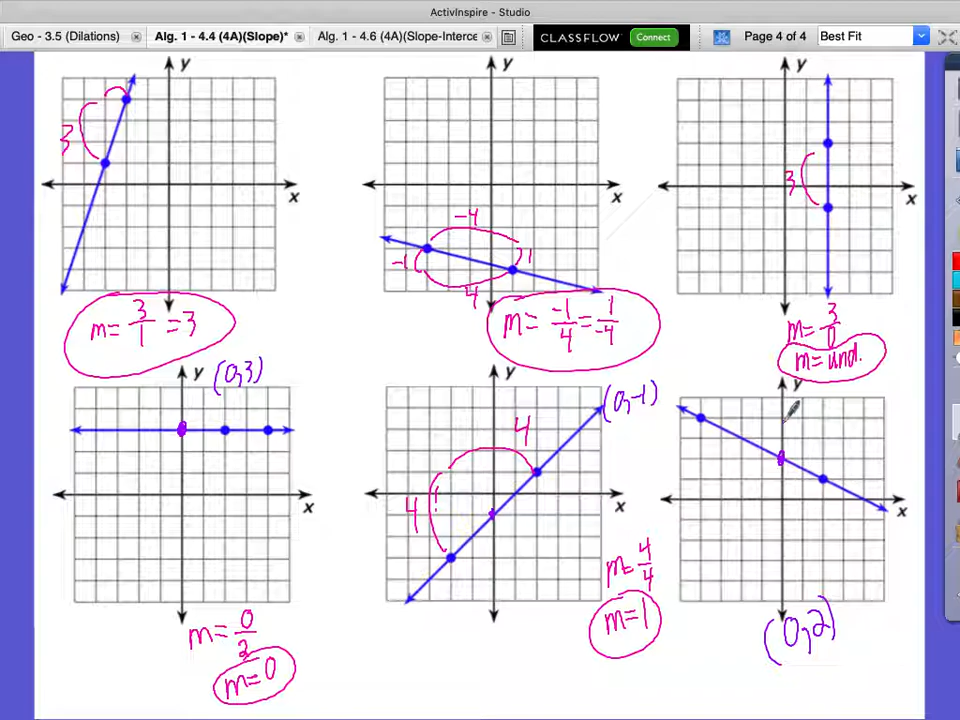 ActivInspire - Studio
Geo - 3.5 (Dilations)
Alg. 1 - 4.4 (4A)(Slope)*
Alg. 1 - 4.6 (4A)(Slope-Interce
CLASSFLOW
Connect
Page 4 of 4
Best Fit
y
x
3
m= 3/1 = 3
y
x
-4
-1
1
4
m= -1/4 = 1/-4
y
x
3
m= 3/0
m= und.
y
x
(0,3)
m= 0/2
m=0
y
x
(0,-1)
4
4
m= 4/4
m=1
y
x
(0,2)